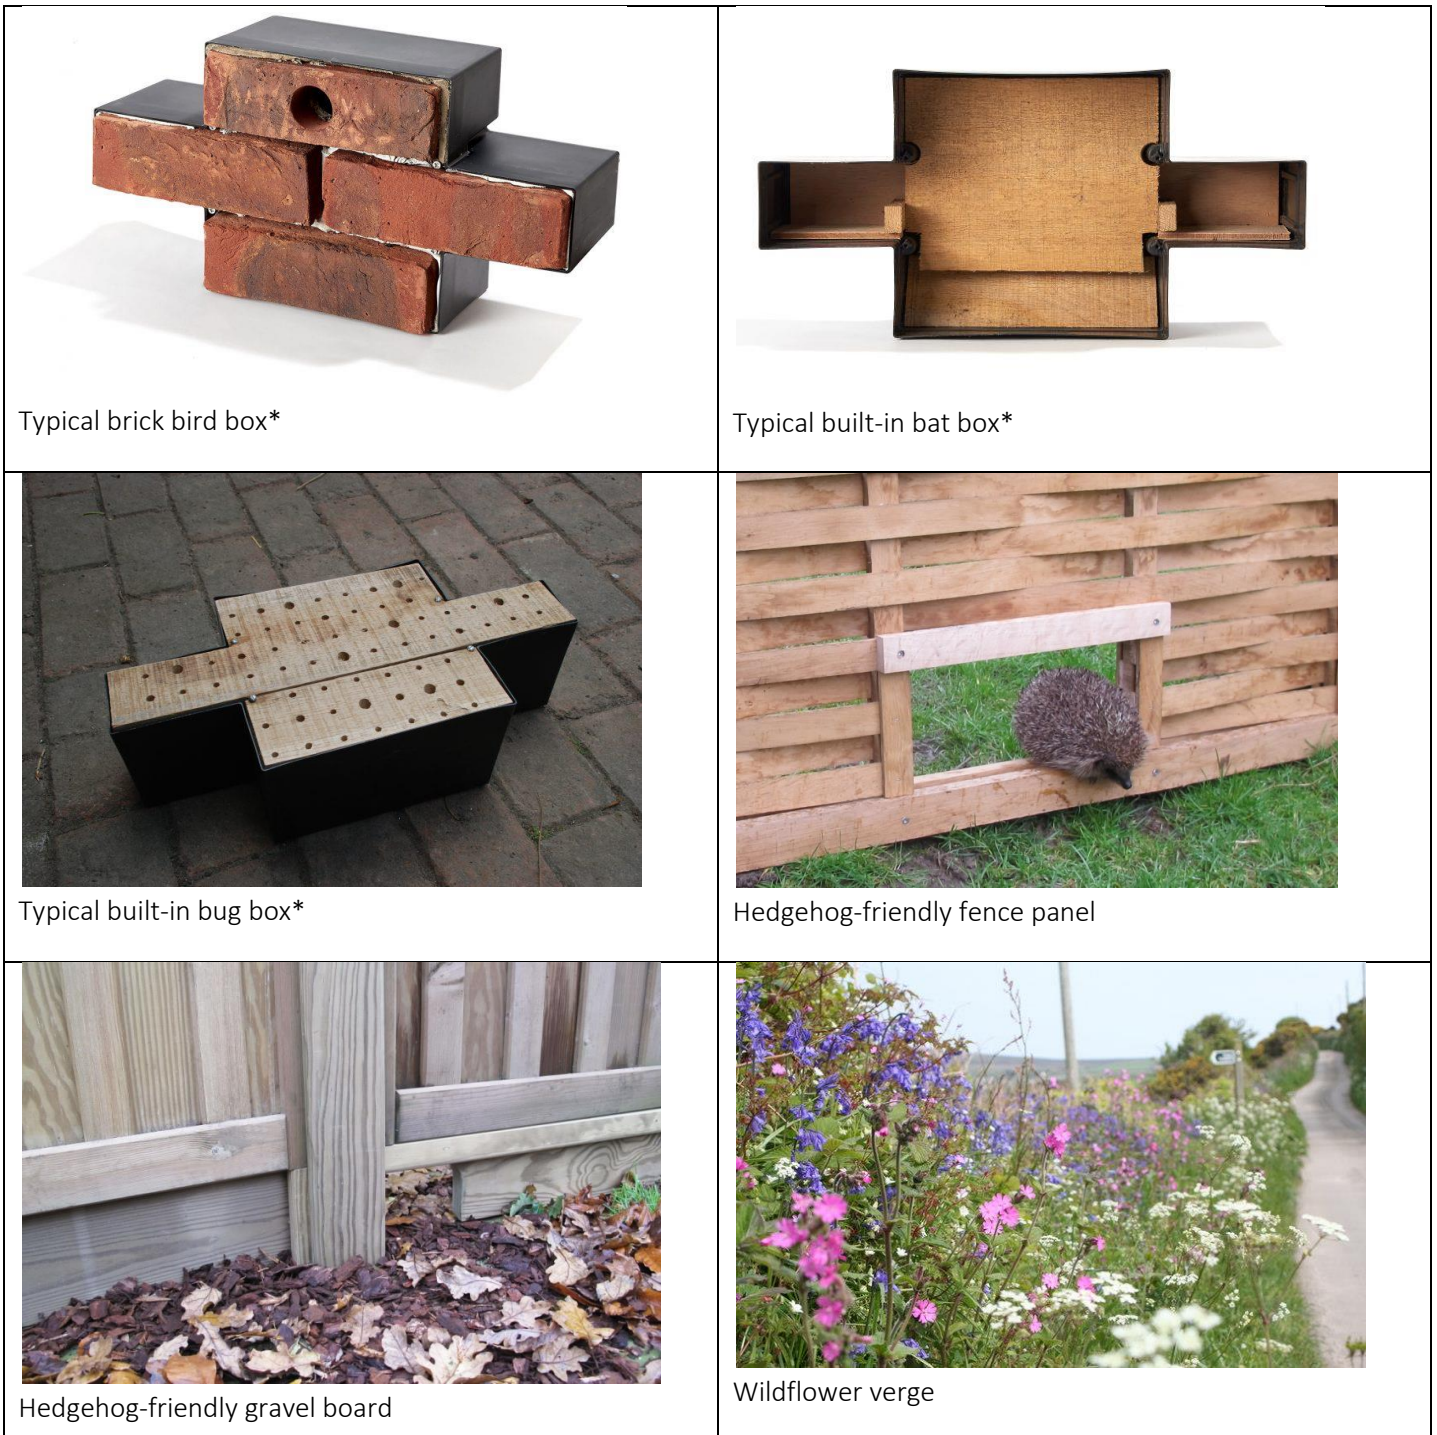 Typical brick bird box*
Typical built-in bat box*
Typical built-in bug box*
Hedgehog-friendly fence panel
Hedgehog-friendly gravel board
Wildflower verge